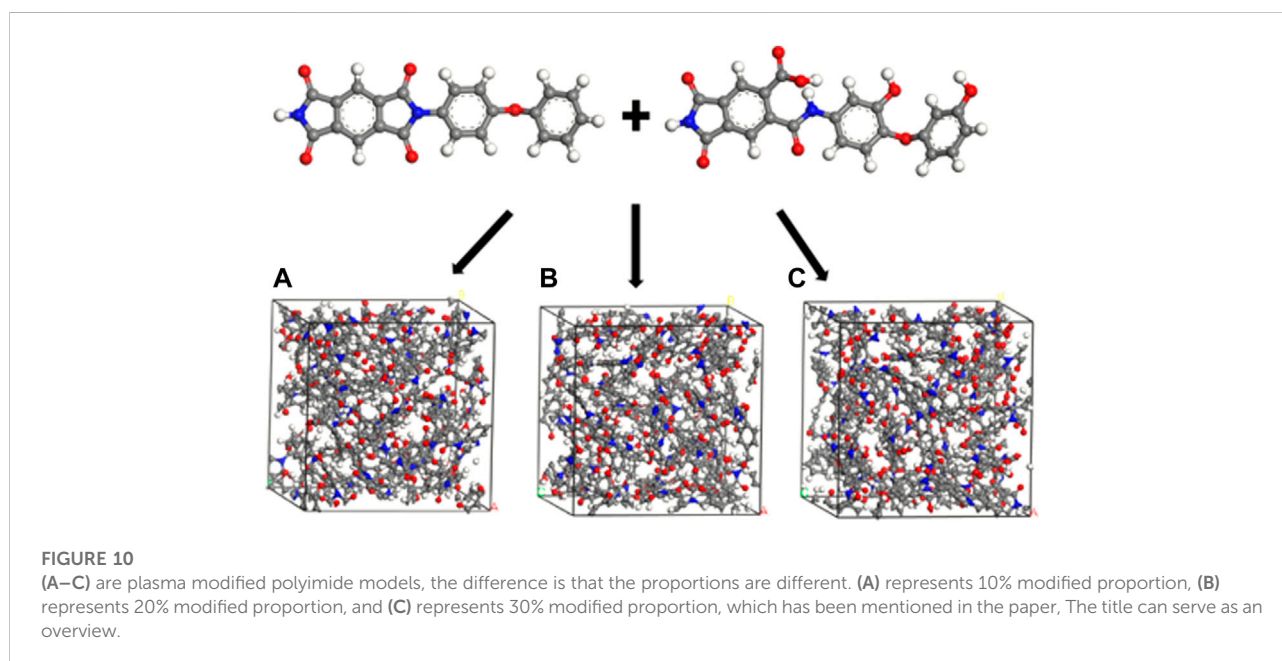 A
B
C
B
A
B
C
A
C
A
FIGURE 10
(A–C) are plasma modified polyimide models, the difference is that the proportions are different. (A) represents 10% modified proportion, (B)
represents 20% modified proportion, and (C) represents 30% modified proportion, which has been mentioned in the paper, The title can serve as an
overview.